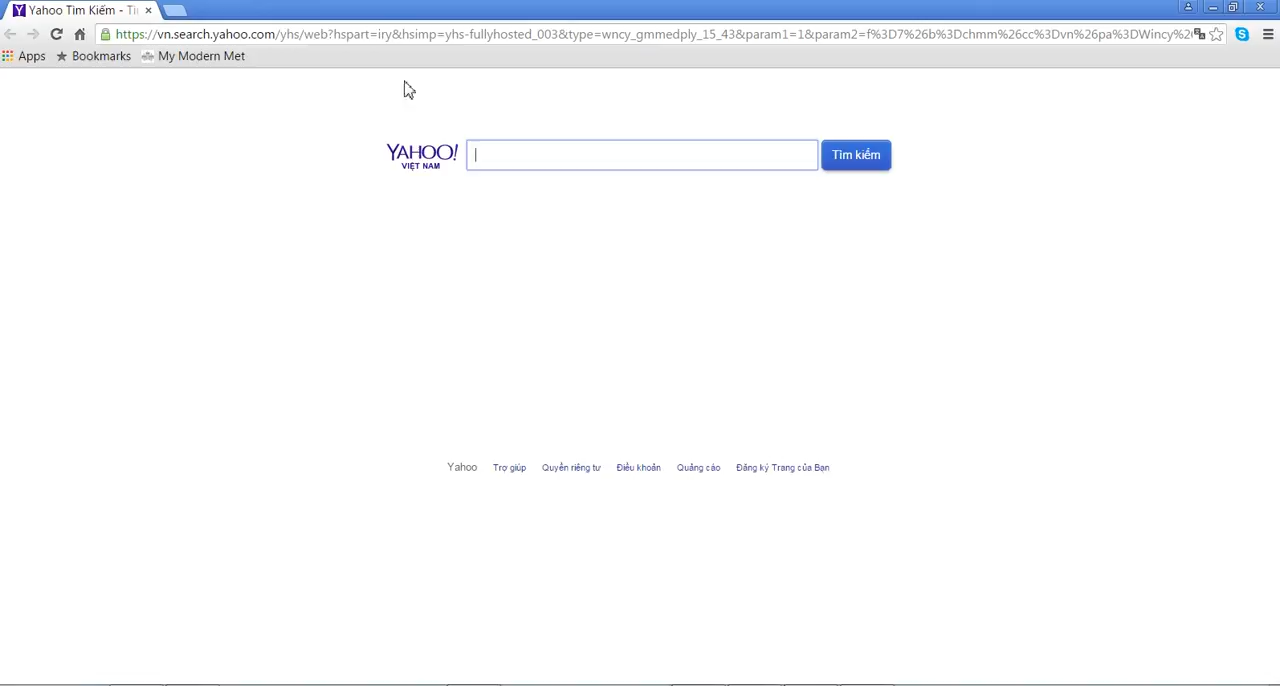 Yahoo Tìm Kiếm - Tì
https://vn.search.yahoo.com/yhs/web?hspart=iry&hsimp=yhs-fullyhosted_003&type=wncy_gmmedply_15_43&param1=1&param2=f%3D7%26b%3Dchmm%26cc%3Dvn%26pa%3DWincy%2
Apps Bookmarks My Modern Met
YAHOO! VIỆT NAM
Tìm kiếm
Yahoo Trợ giúp Quyền riêng tư Điều khoản Quảng cáo Đăng ký Trang của Bạn